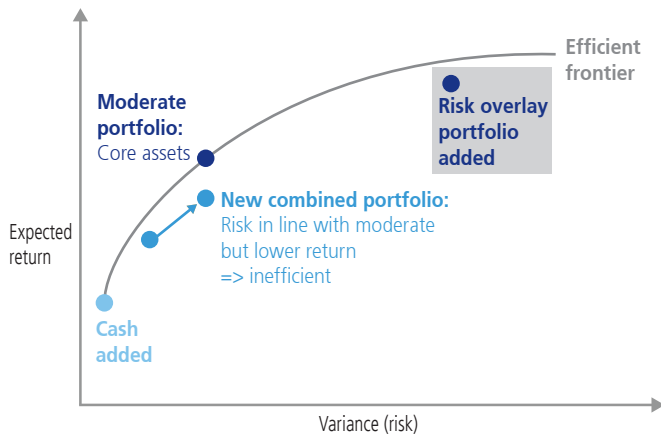 Efficient
frontier
Moderate
portfolio:
Core assets
Risk overlay
portfolio
added
New combined portfolio:
Risk in line with moderate
but lower return
=> inefficient
Expected
return
Cash
added
Variance (risk)